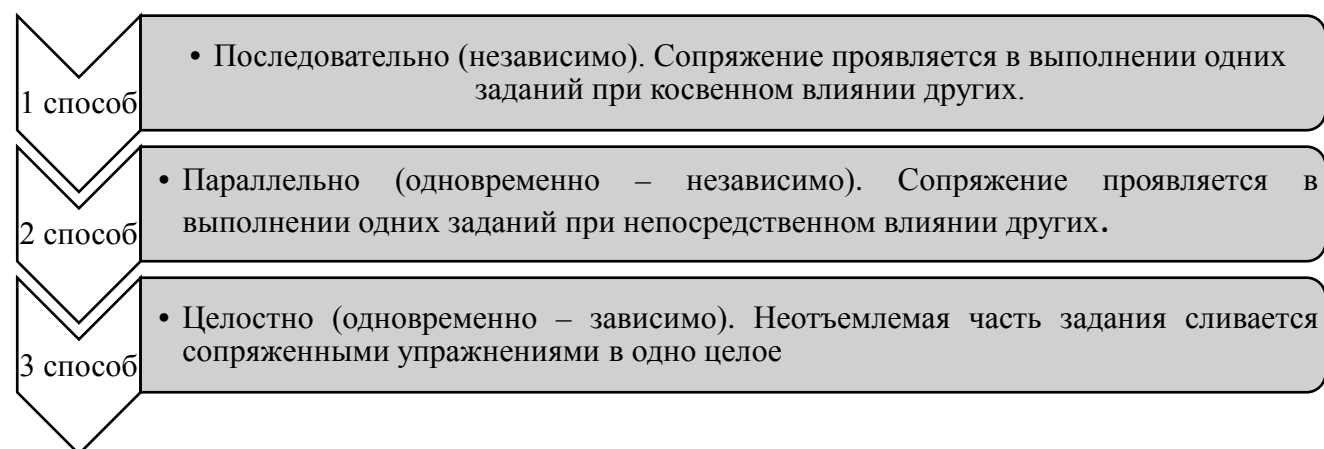 1 способ
• Последовательно (независимо). Сопряжение проявляется в выполнении одних
заданий при косвенном влиянии других.
2 способ
• Параллельно (одновременно – независимо). Сопряжение проявляется в
выполнении одних заданий при непосредственном влиянии других.
3 способ
• Целостно (одновременно – зависимо). Неотъемлемая часть задания сливается
сопряженными упражнениями в одно целое